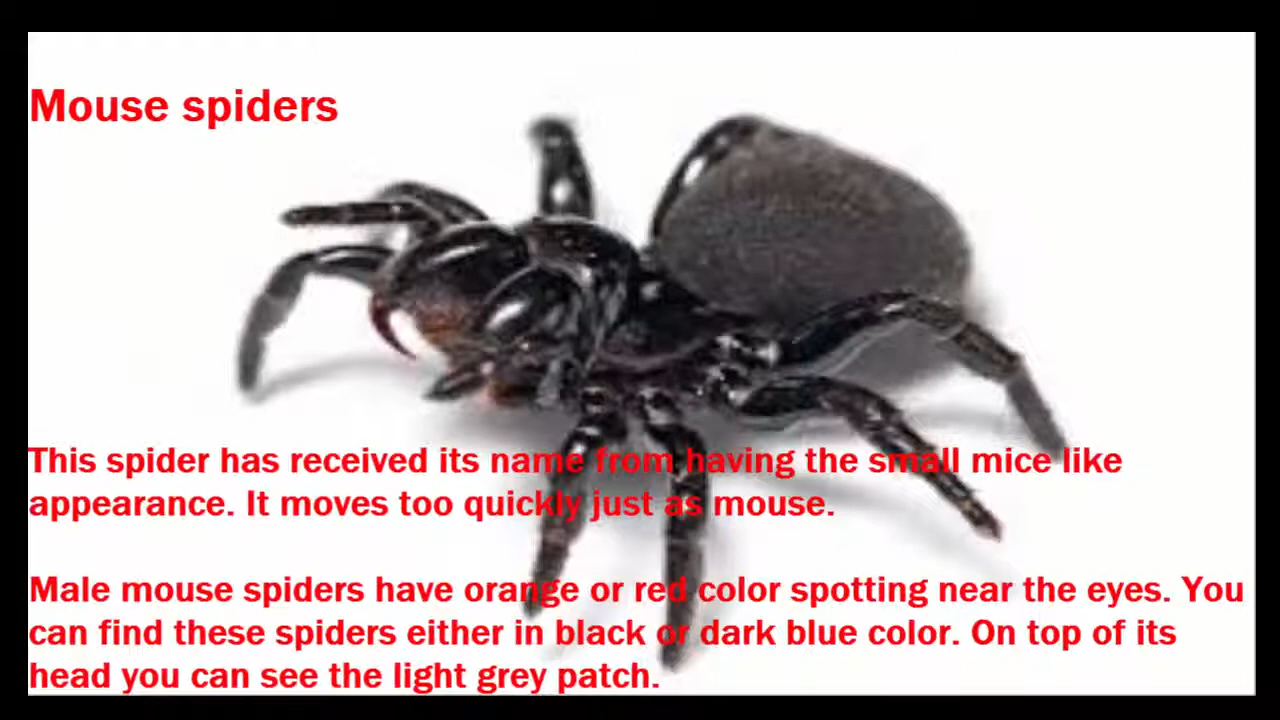 Mouse spiders
This spider has received its name from having the small mice like
appearance. It moves too quickly just as mouse.
Male mouse spiders have orange or red color spotting near the eyes. You
can find these spiders either in black or dark blue color. On top of its
head you can see the light grey patch.